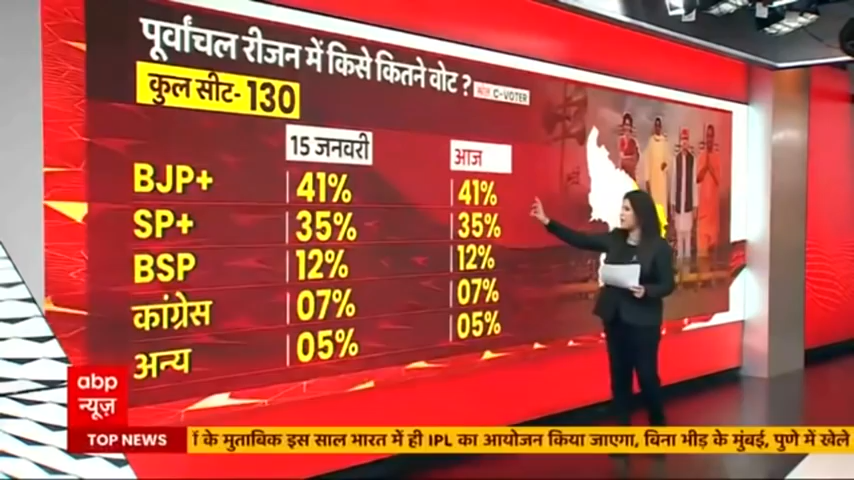 पूर्वांचल रीजन में किसे कितने वोट ?
C-VOTER
कुल सीट- 130
15 जनवरी आज
BJP+ 41% 41%
SP+ 35% 35%
BSP 12% 12%
कांग्रेस 07% 07%
अन्य 05% 05%
abp
न्यूज़
TOP NEWS के मुताबिक इस साल भारत में ही IPL का आयोजन किया जाएगा, बिना भीड़ के मुंबई, पुणे में खेले